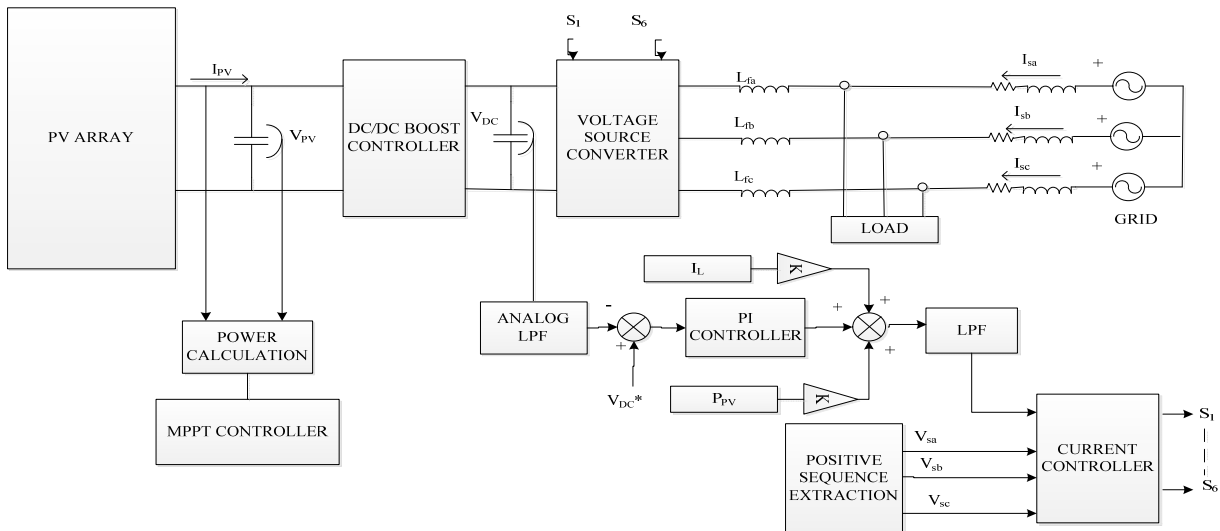 S1
S6
PV ARRAY
IPV
VPV
DC/DC BOOST
CONTROLLER
VDC
VOLTAGE
SOURCE
CONVERTER
Lfa
Lfb
Lfc
Isa
+
Isb
+
Isc
+
GRID
LOAD
IL
K
ANALOG
LPF
-
+
VDC*
PI
CONTROLLER
+
+
+
LPF
PPV
K
POWER
CALCULATION
MPPT CONTROLLER
POSITIVE
SEQUENCE
EXTRACTION
Vsa
Vsb
Vsc
CURRENT
CONTROLLER
S1
S6